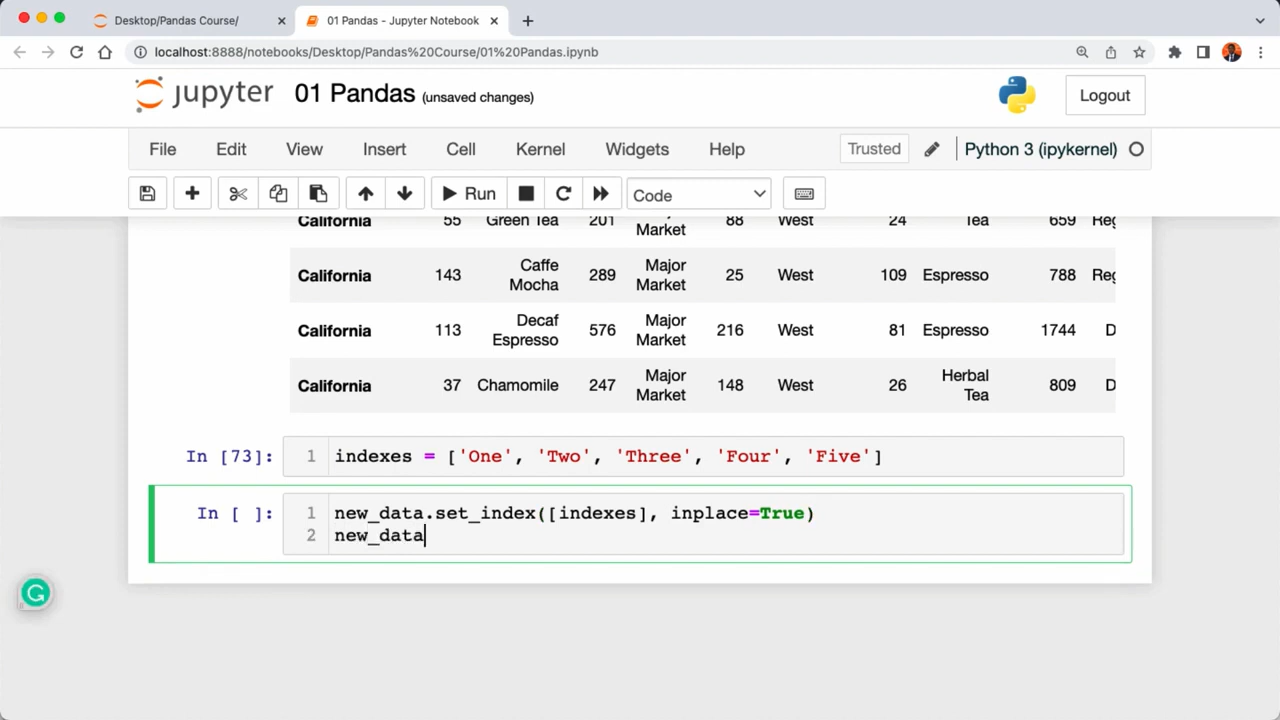 Desktop/Pandas Course/
01 Pandas - Jupyter Notebook
localhost:8888/notebooks/Desktop/Pandas%20Course/01%20Pandas.ipynb
jupyter 01 Pandas (unsaved changes)
Logout
File Edit View Insert Cell Kernel Widgets Help Trusted Python 3 (ipykernel)
Run Code
California 55 Green Tea 201 Market 88 West 24 Tea 659
California 143 Caffe Mocha 289 Major Market 25 West 109 Espresso 788
California 113 Decaf Espresso 576 Major Market 216 West 81 Espresso 1744 D
California 37 Chamomile 247 Major Market 148 West 26 Herbal Tea 809 D
In [73]: 1 indexes = ['One', 'Two', 'Three', 'Four', 'Five']
In [ ]: 1 new_data.set_index([indexes], inplace=True)
2 new_data